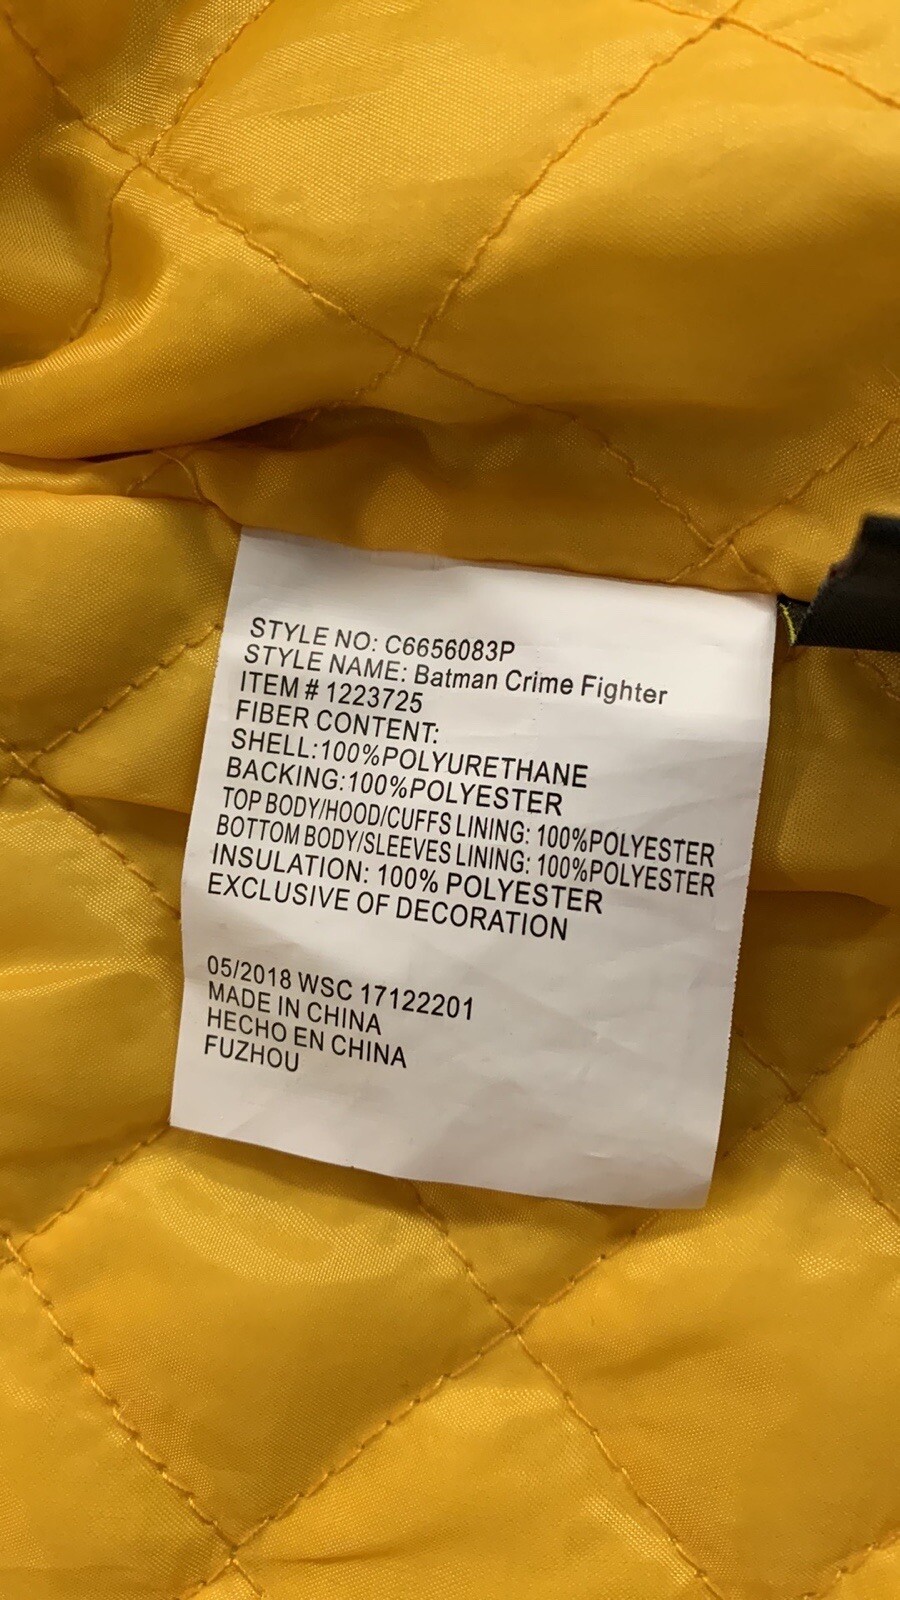 STYLE NO: C6656083P
STYLE NAME: Batman Crime Fighter
ITEM # 1223725
FIBER CONTENT:
SHELL:100%POLYURETHANE
BACKING:100%POLYESTER
TOP BODY/HOOD/CUFFS LINING: 100%POLYESTER
BOTTOM BODY/SLEEVES LINING: 100%POLYESTER
INSULATION: 100% POLYESTER
EXCLUSIVE OF DECORATION
05/2018 WSC 17122201
MADE IN CHINA
HECHO EN CHINA
FUZHOU